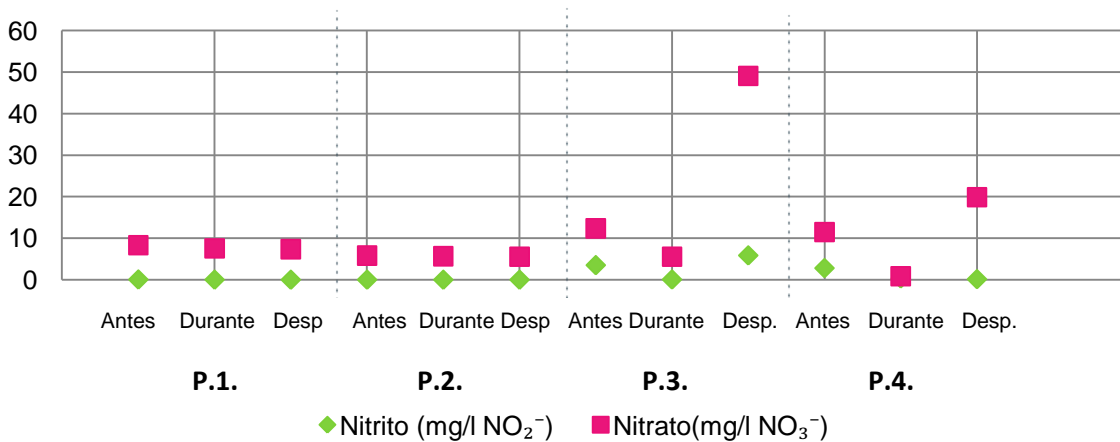 60
50
40
30
20
10
0
Antes Durante Desp Antes Durante Desp Antes Durante Desp. Antes Durante Desp.
P.1. P.2. P.3. P.4.
Nitrito (mg/l NO₂⁻) Nitrato(mg/l NO₃⁻)